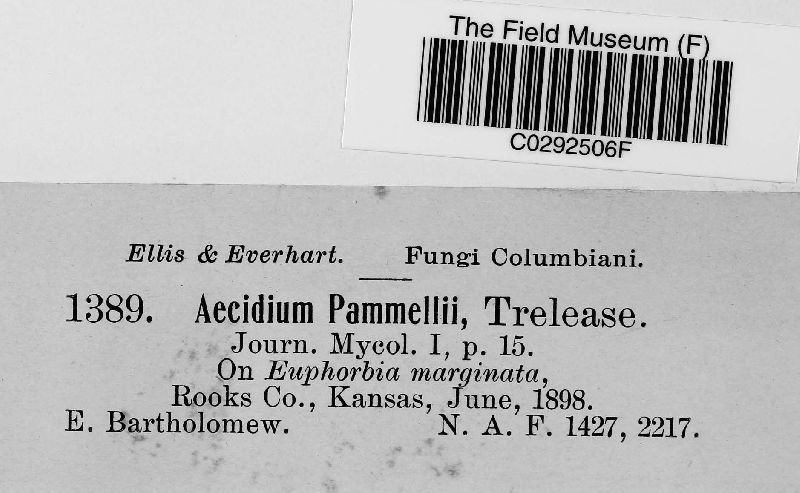 The Field Museum (F)
C0292506F
Ellis & Everhart. Fungi Columbiani.
1389. Aecidium Pammellii, Trelease.
Journ. Mycol. I, p. 15.
On Euphorbia marginata,
Rooks Co., Kansas, June, 1898.
E. Bartholomew. N. A. F. 1427, 2217.